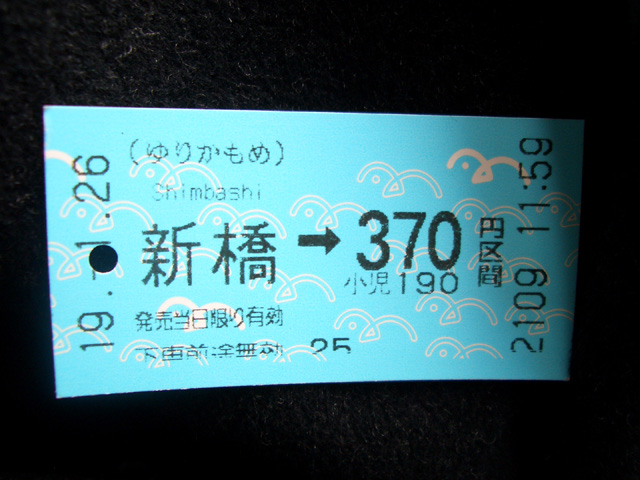 (ゆりかもめ)
Shimbashi
新橋→370円区間
小児190
発売当日限り有効
下車前途無効 25
19.-1.26
2109 11:59